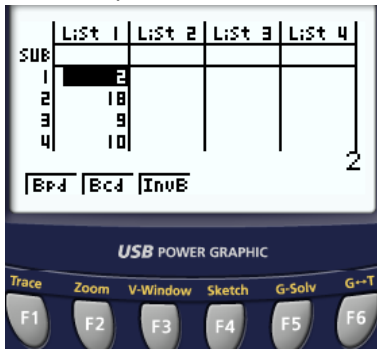 List 1 List 2 List 3 List 4
SUB
1 2
2 18
3 9
4 10
2
Bpd Bcd InvB
USB POWER GRAPHIC
Trace Zoom V-Window Sketch G-Solv G↔T
F1 F2 F3 F4 F5 F6